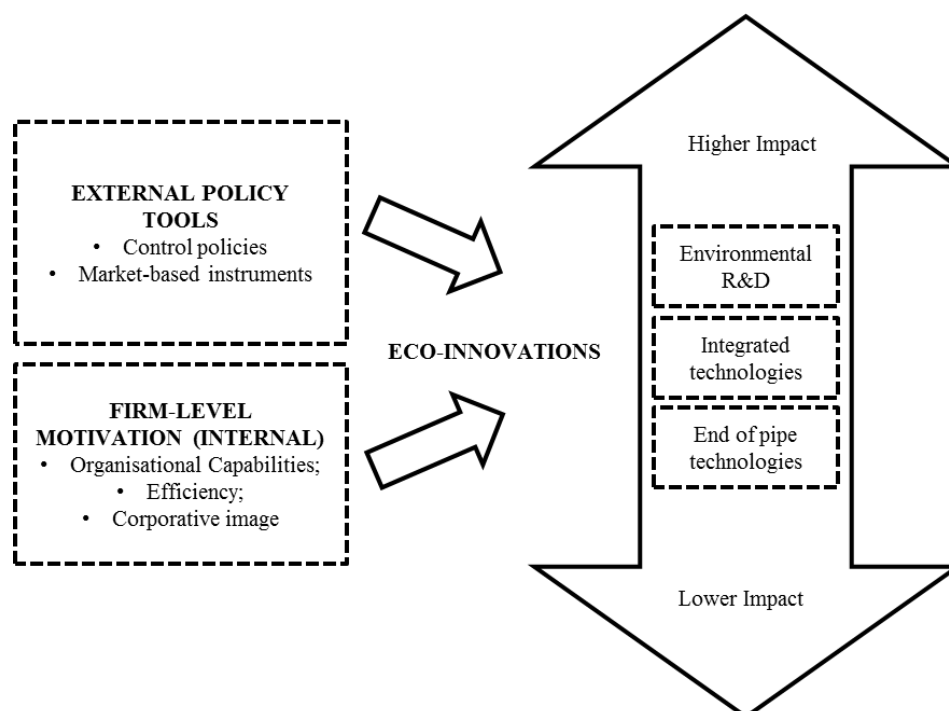 EXTERNAL POLICY
TOOLS
• Control policies
• Market-based instruments
FIRM-LEVEL
MOTIVATION (INTERNAL)
• Organisational Capabilities;
• Efficiency;
• Corporative image
ECO-INNOVATIONS
Higher Impact
Environmental
R&D
Integrated
technologies
End of pipe
technologies
Lower Impact